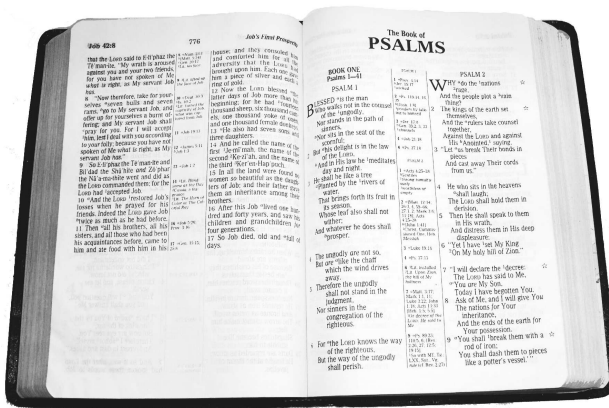 Job 42:8
776
Job's Final
that the LORD said to E·li'phaz the
Te'man·ite, "My wrath is aroused
against you and your two friends,
for you have not spoken of Me
what is right, as My servant Job
has.
8 "Now therefore, take for your-
selves seven bulls and seven
rams, go to My servant Job, and
offer up for yourselves a burnt of-
fering; and My servant Job shall
pray for you. For I will accept
him, lest I deal with you according
to your folly; because you have not
spoken of Me what is right, as My
servant Job has."
9 So E·li'phaz the Te'man·ite and
Bil'dad the Shu'hite and Zo'phar
the Na'a·ma·thite went and did as
the LORD commanded them; for the
LORD had accepted Job.
10 And the LORD restored Job's
losses when he prayed for his
friends. Indeed the LORD gave Job
twice as much as he had before.
11 Then all his brothers, all his
sisters, and all those who had been
his acquaintances before, came to
him and ate food with him in his
house; and they consoled him
and comforted him for all the
adversity that the LORD had
brought upon him. Each one gave
him a piece of silver and each a
ring of gold.
12 Now the LORD blessed the
latter days of Job more than his
beginning; for he had fourteen
thousand sheep, six thousand cam-
els, one thousand yoke of oxen,
and one thousand female donkeys.
13 He also had seven sons and
three daughters.
14 And he called the name of the
first Je·mi'mah, the name of the
second Ke·zi'ah, and the name of
the third Ker'en-Hap'puch.
15 In all the land were found no
women so beautiful as the daugh-
ters of Job; and their father gave
them an inheritance among their
brothers.
16 After this Job lived one hun-
dred and forty years, and saw his
children and grandchildren for
four generations.
17 So Job died, old and full of
days.
The Book of
PSALMS
BOOK ONE
Psalms 1—41
PSALM 1
BLESSED is the man
Who walks not in the counsel
of the ungodly,
Nor stands in the path of
sinners,
Nor sits in the seat of the
scornful;
2 But his delight is in the law
of the LORD,
And in His law he meditates
day and night.
3 He shall be like a tree
Planted by the rivers of
water,
That brings forth its fruit in
its season,
Whose leaf also shall not
wither;
And whatever he does shall
prosper.
4 The ungodly are not so,
But are like the chaff
which the wind drives
away.
5 Therefore the ungodly
shall not stand in the
judgment,
Nor sinners in the
congregation of the
righteous.
6 For the LORD knows the way
of the righteous,
But the way of the ungodly
shall perish.
PSALM 1
PSALM 2
PSALM 2
WHY do the nations
rage,
And the people plot a vain
thing?
2 The kings of the earth set
themselves,
And the rulers take counsel
together,
Against the LORD and against
His Anointed, saying,
3 "Let us break Their bonds in
pieces
And cast away Their cords
from us."
4 He who sits in the heavens
shall laugh;
The LORD shall hold them in
derision.
5 Then He shall speak to them
in His wrath,
And distress them in His deep
displeasure:
6 "Yet I have set My King
On My holy hill of Zion."
7 "I will declare the decree:
The LORD has said to Me,
'You are My Son,
Today I have begotten You.
8 Ask of Me, and I will give You
The nations for Your
inheritance,
And the ends of the earth for
Your possession.
9 You shall break them with a
rod of iron;
You shall dash them to pieces
like a potter's vessel.'"